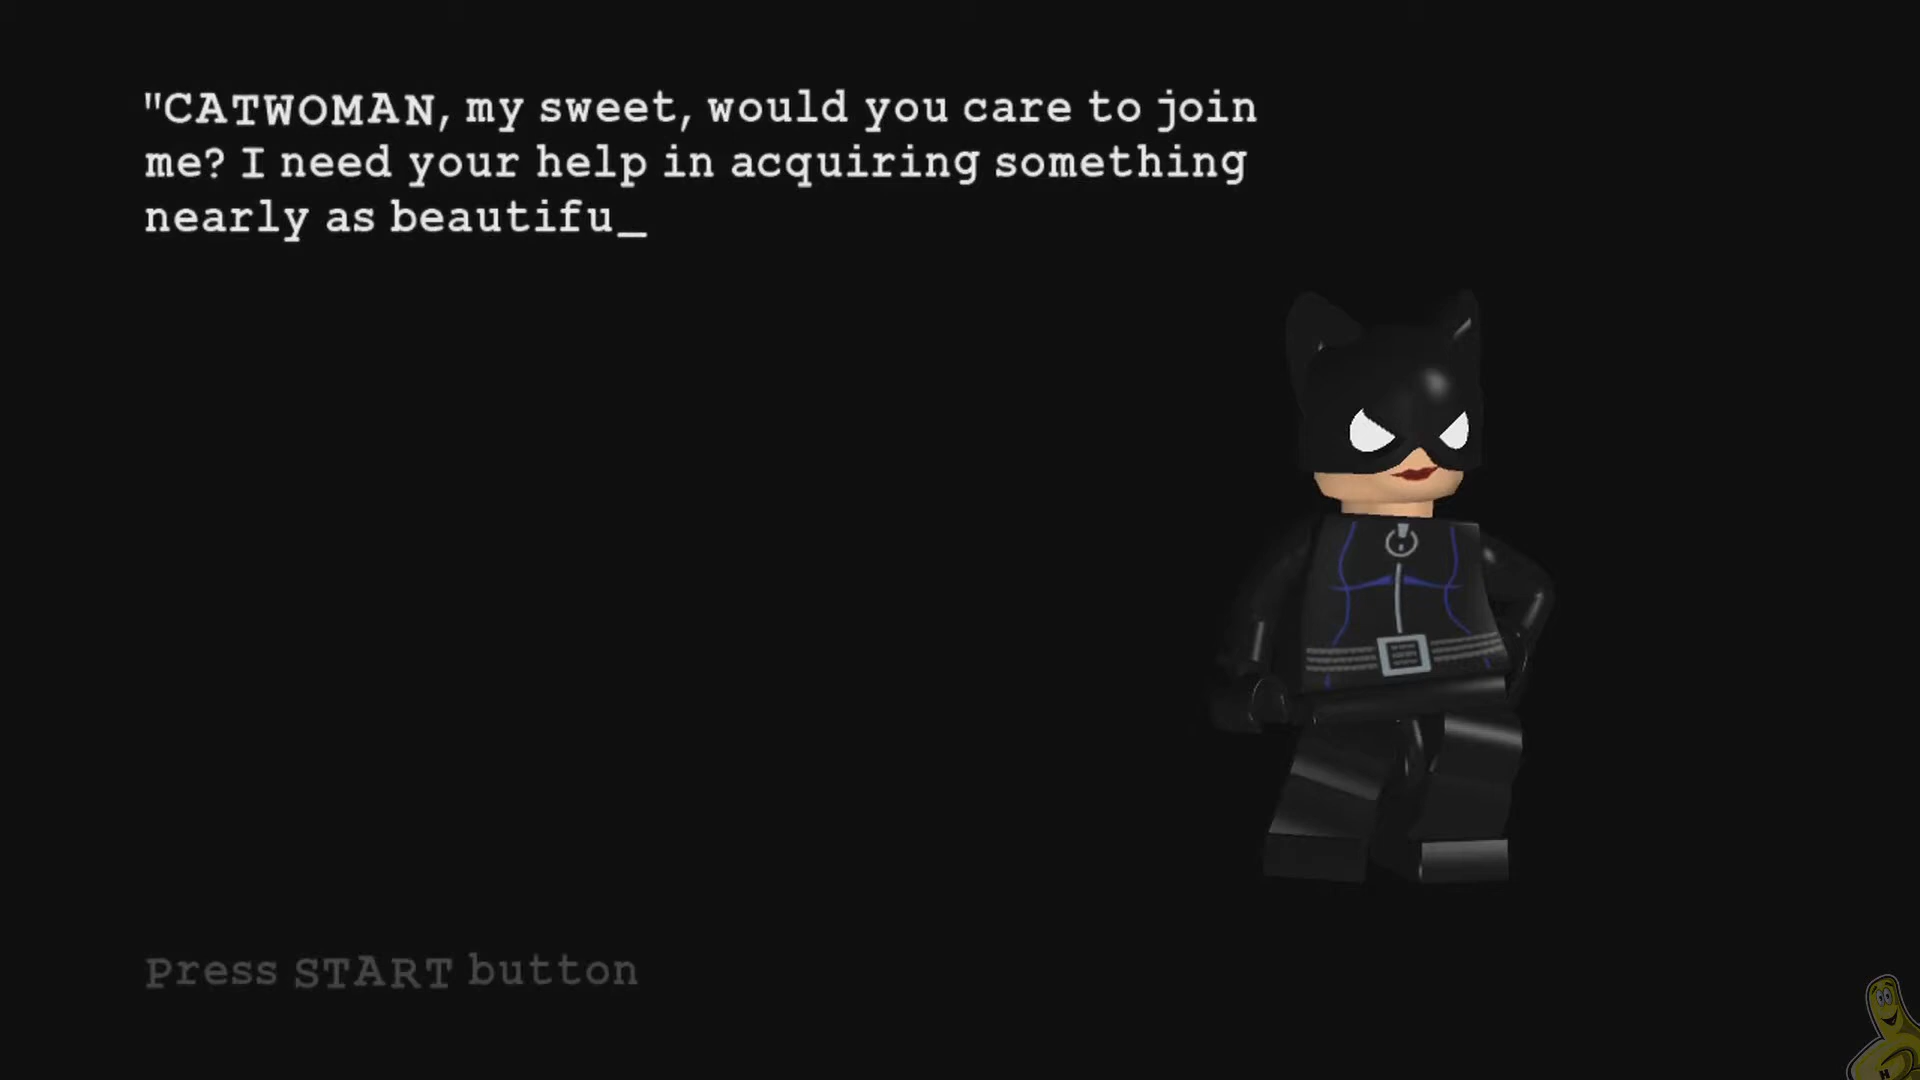 "CATWOMAN, my sweet, would you care to join
me? I need your help in acquiring something
nearly as beautifu_
Press START button